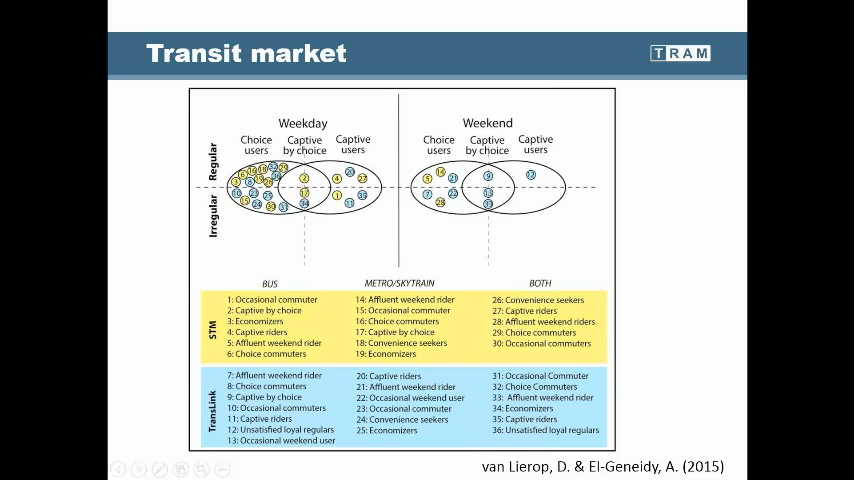 Transit market
TRAM
Weekday
Weekend
Choice users
Captive by choice
Captive users
Choice users
Captive by choice
Captive users
Regular
Irregular
BUS
METRO/SKYTRAIN
BOTH
STM
1: Occasional commuter
2: Captive by choice
3: Economizers
4: Captive riders
5: Affluent weekend rider
6: Choice commuters
14: Affluent weekend rider
15: Occasional commuter
16: Choice commuters
17: Captive by choice
18: Convenience seekers
19: Economizers
26: Convenience seekers
27: Captive riders
28: Affluent weekend riders
29: Choice commuters
30: Occasional commuters
TransLink
7: Affluent weekend rider
8: Choice commuters
9: Captive by choice
10: Occasional commuters
11: Captive riders
12: Unsatisfied loyal regulars
13: Occasional weekend user
20: Captive riders
21: Affluent weekend rider
22: Occasional weekend user
23: Occasional commuter
24: Convenience seekers
25: Economizers
31: Occasional Commuter
32: Choice Commuters
33: Affluent weekend rider
34: Economizers
35: Captive riders
36: Unsatisfied loyal regulars
van Lierop, D. & El-Geneidy, A. (2015)